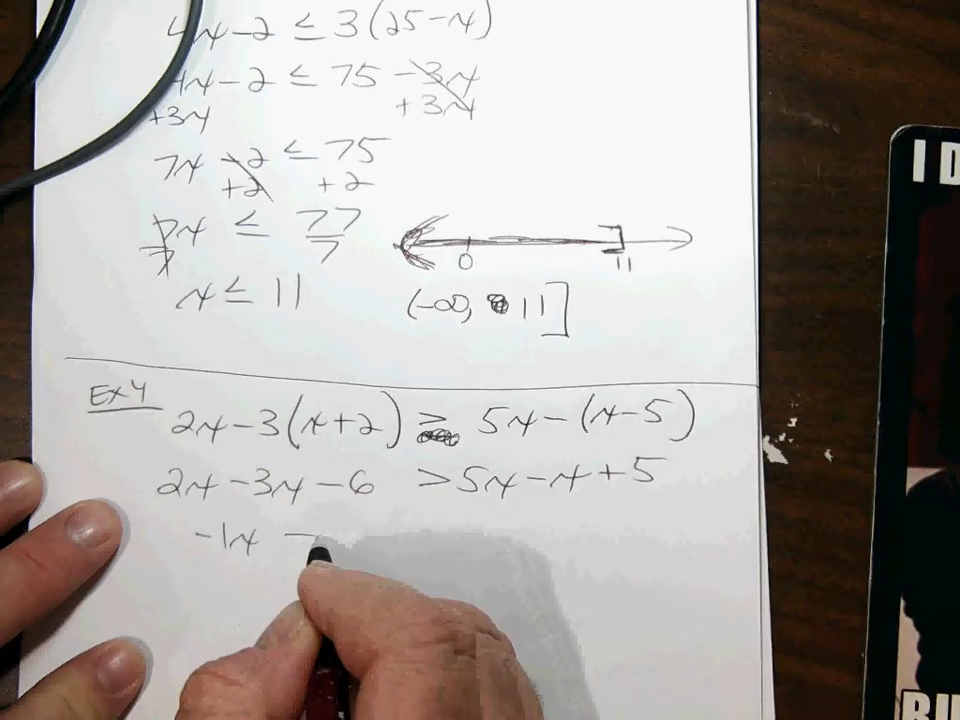 4x-2 ≤ 3(25-x)
4x-2 ≤ 75 -3x
+3x +3x
7x -2 ≤ 75
+2 +2
7x ≤ 77
7 7
0 11
x ≤ 11
(-∞, 11]
Ex 4
2x-3(x+2) > 5x-(x-5)
2x-3x-6 > 5x-x+5
-1x -
I D
BU